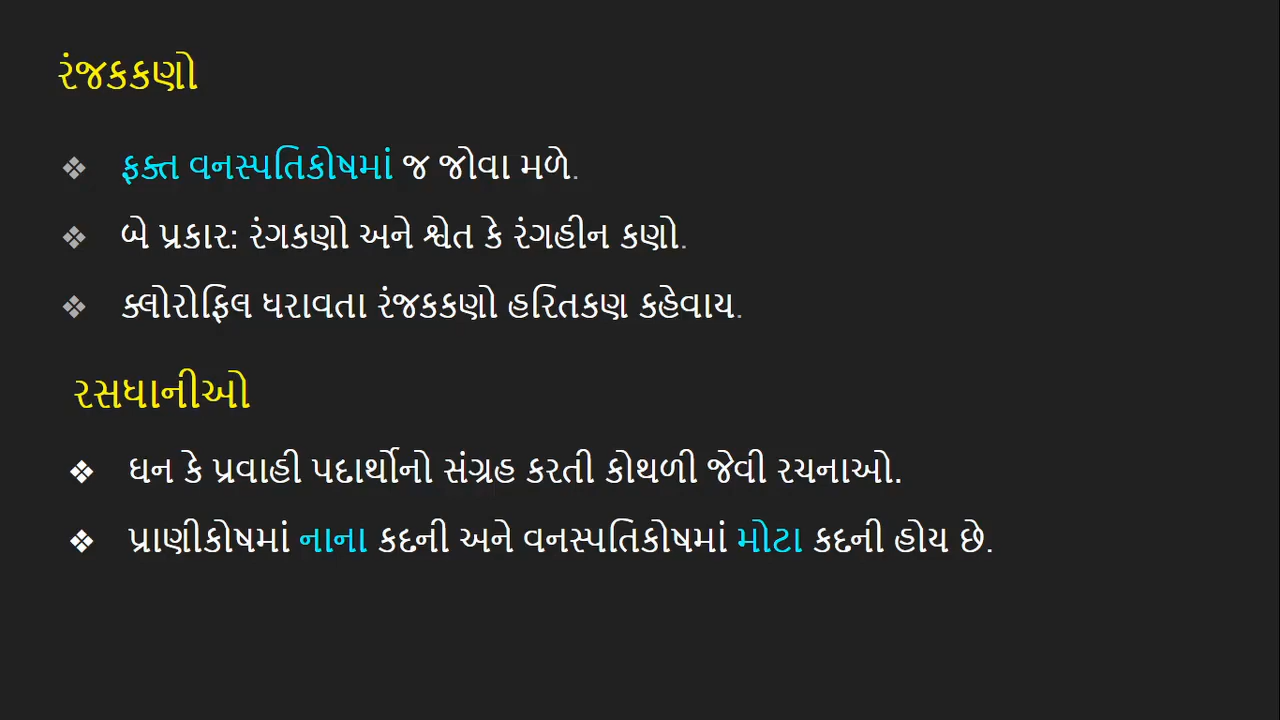 રંજકકણો
❖ ફક્ત વનસ્પતિકોષમાં જ જોવા મળે.
❖ બે પ્રકાર: રંગકણો અને શ્વેત કે રંગહીન કણો.
❖ ક્લોરોફિલ ધરાવતા રંજકકણો હરિતકણ કહેવાય.
રસધાનીઓ
❖ ઘન કે પ્રવાહી પદાર્થોનો સંગ્રહ કરતી કોથળી જેવી રચનાઓ.
❖ પ્રાણીકોષમાં નાના કદની અને વનસ્પતિકોષમાં મોટા કદની હોય છે.